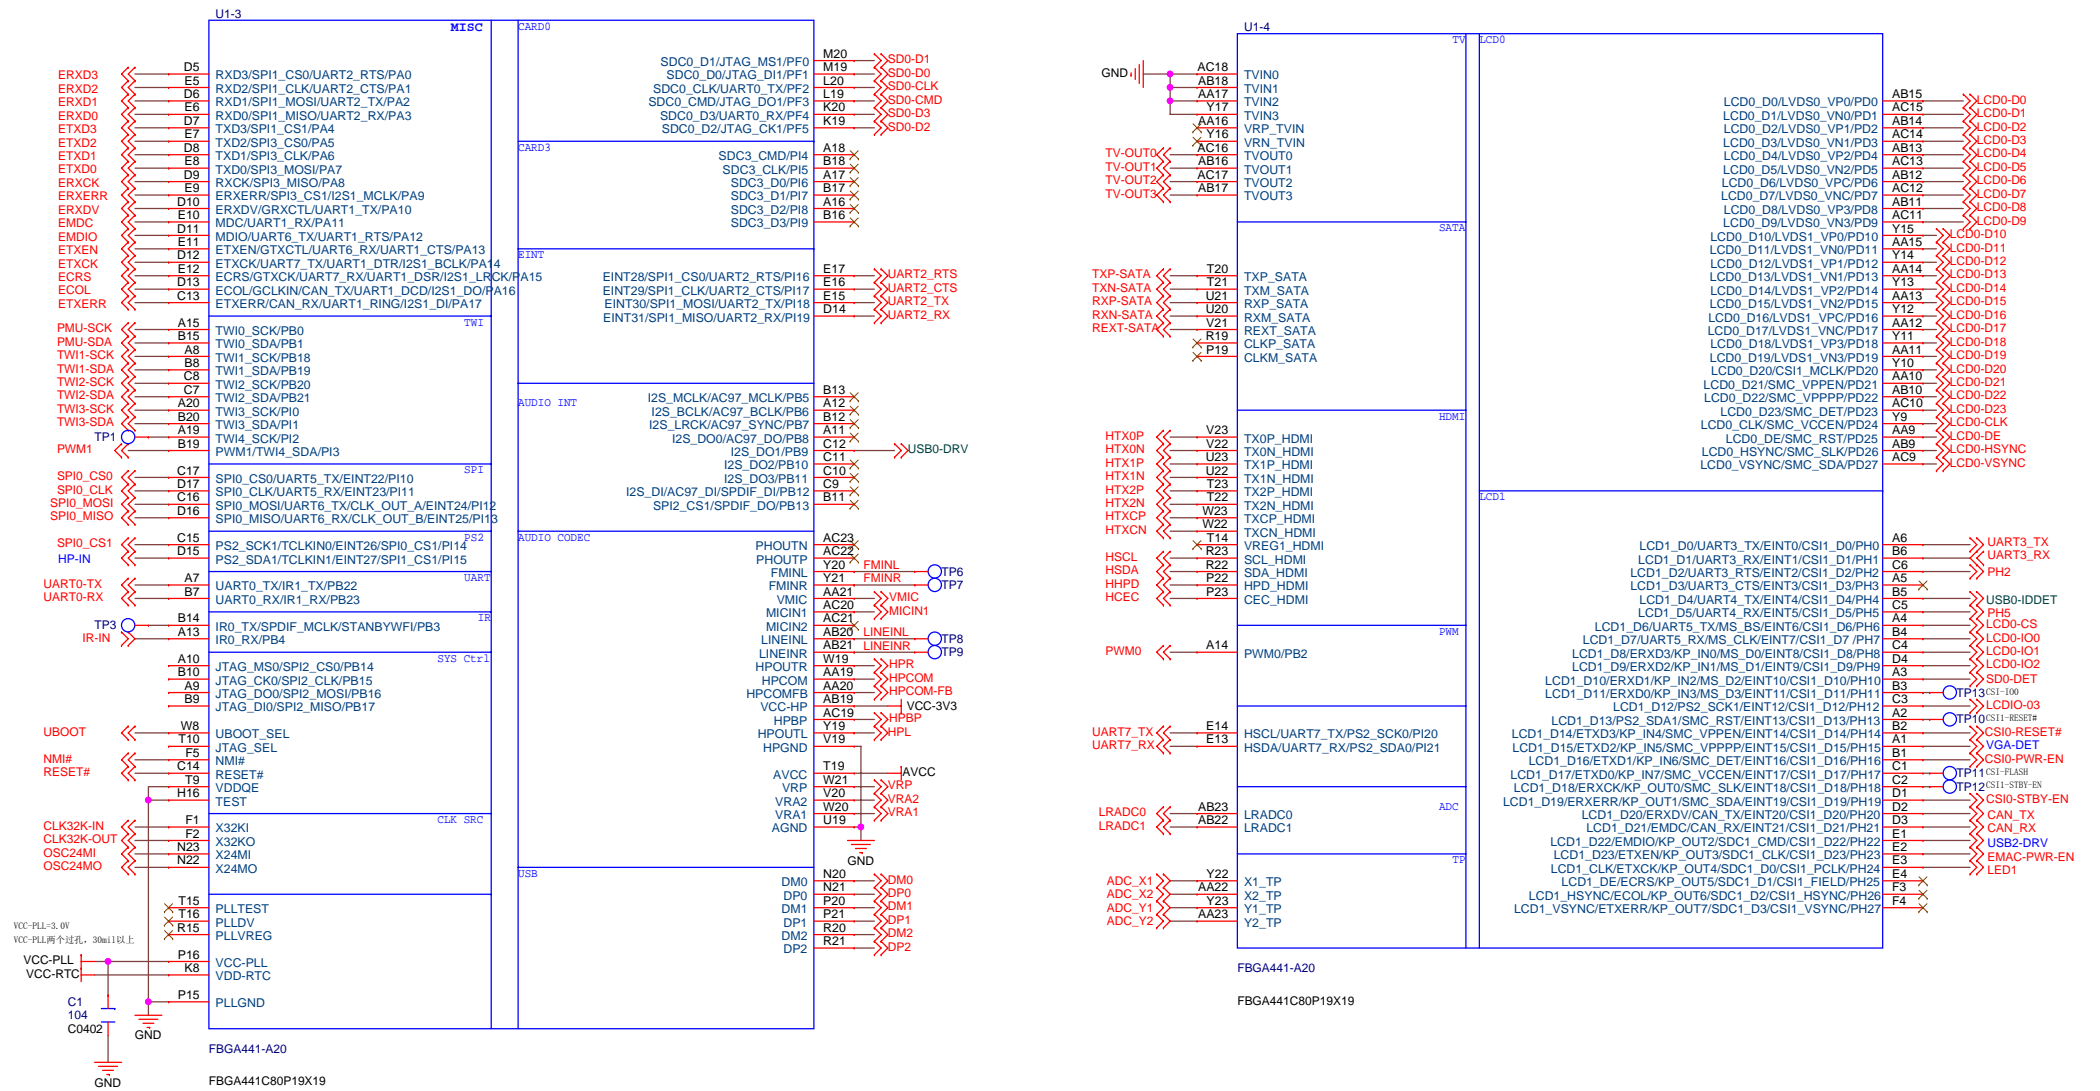 U1-3
MISC
ERXD3 D5 RXD3/SPI1_CS0/UART2_RTS/PA0
ERXD2 E5 RXD2/SPI1_CLK/UART2_CTS/PA1
ERXD1 D6 RXD1/SPI1_MOSI/UART2_TX/PA2
ERXD0 E6 RXD0/SPI1_MISO/UART2_RX/PA3
ETXD3 D7 TXD3/SPI1_CS1/PA4
ETXD2 E7 TXD2/SPI3_CS0/PA5
ETXD1 D8 TXD1/SPI3_CLK/PA6
ETXD0 E8 TXD0/SPI3_MOSI/PA7
ERXCK D9 RXCK/SPI3_MISO/PA8
ERXERR E9 ERXERR/SPI3_CS1/I2S1_MCLK/PA9
ERXDV D10 ERXDV/GRXCTL/UART1_TX/PA10
EMDC E10 MDC/UART1_RX/PA11
EMDIO D11 MDIO/UART6_TX/UART1_RTS/PA12
ETXEN E11 ETXEN/GTXCTL/UART6_RX/UART1_CTS/PA13
ETXCK D12 ETXCK/UART7_TX/UART1_DTR/I2S1_BCLK/PA14
ECRS E12 ECRS/GTXCK/UART7_RX/UART1_DSR/I2S1_LRCK/PA15
ECOL D13 ECOL/GCLKIN/CAN_TX/UART1_DCD/I2S1_DO/PA16
ETXERR C13 ETXERR/CAN_RX/UART1_RING/I2S1_DI/PA17
TWI
PMU-SCK A15 TWI0_SCK/PB0
PMU-SDA B15 TWI0_SDA/PB1
TWI1-SCK A8 TWI1_SCK/PB18
TWI1-SDA B8 TWI1_SDA/PB19
TWI2-SCK C8 TWI2_SCK/PB20
TWI2-SDA C7 TWI2_SDA/PB21
TWI3-SCK A20 TWI3_SCK/PI0
TWI3-SDA B20 TWI3_SDA/PI1
TP1 A19 TWI4_SCK/PI2
PWM1 B19 PWM1/TWI4_SDA/PI3
SPI
SPI0_CS0 C17 SPI0_CS0/UART5_TX/EINT22/PI10
SPI0_CLK D17 SPI0_CLK/UART5_RX/EINT23/PI11
SPI0_MOSI C16 SPI0_MOSI/UART6_TX/CLK_OUT_A/EINT24/PI12
SPI0_MISO D16 SPI0_MISO/UART6_RX/CLK_OUT_B/EINT25/PI13
PS2
SPI0_CS1 C15 PS2_SCK1/TCLKIN0/EINT26/SPI0_CS1/PI14
HP-IN D15 PS2_SDA1/TCLKIN1/EINT27/SPI1_CS1/PI15
UART
UART0-TX A7 UART0_TX/IR1_TX/PB22
UART0-RX B7 UART0_RX/IR1_RX/PB23
IR
TP3 B14 IR0_TX/SPDIF_MCLK/STANBYWFI/PB3
IR-IN A13 IR0_RX/PB4
SYS Ctrl
A10 JTAG_MS0/SPI2_CS0/PB14
B10 JTAG_CK0/SPI2_CLK/PB15
A9 JTAG_DO0/SPI2_MOSI/PB16
B9 JTAG_DI0/SPI2_MISO/PB17
UBOOT W8 UBOOT_SEL
T10 JTAG_SEL
NMI# F5 NMI#
RESET# C14 RESET#
T9 VDDQE
H16 TEST
CLK SRC
CLK32K-IN F1 X32KI
CLK32K-OUT F2 X32KO
OSC24MI N23 X24MI
OSC24MO N22 X24MO
T15 PLLTEST
T16 PLLDV
R15 PLLVREG
VCC-PLL=3.0V
VCC-PLL两个过孔, 30mil以上
VCC-PLL P16 VCC-PLL
VCC-RTC K8 VDD-RTC
P15 PLLGND
C1
104
C0402
GND
GND
FBGA441-A20
FBGA441C80P19X19
CARD0
SDC0_D1/JTAG_MS1/PF0 M20 SD0-D1
SDC0_D0/JTAG_DI1/PF1 M19 SD0-D0
SDC0_CLK/UART0_TX/PF2 L20 SD0-CLK
SDC0_CMD/JTAG_DO1/PF3 L19 SD0-CMD
SDC0_D3/UART0_RX/PF4 K20 SD0-D3
SDC0_D2/JTAG_CK1/PF5 K19 SD0-D2
CARD3
SDC3_CMD/PI4 A18
SDC3_CLK/PI5 B18
SDC3_D0/PI6 A17
SDC3_D1/PI7 B17
SDC3_D2/PI8 A16
SDC3_D3/PI9 B16
EINT
EINT28/SPI1_CS0/UART2_RTS/PI16 E17 UART2_RTS
EINT29/SPI1_CLK/UART2_CTS/PI17 E16 UART2_CTS
EINT30/SPI1_MOSI/UART2_TX/PI18 E15 UART2_TX
EINT31/SPI1_MISO/UART2_RX/PI19 D14 UART2_RX
AUDIO INT
I2S_MCLK/AC97_MCLK/PB5 B13
I2S_BCLK/AC97_BCLK/PB6 A12
I2S_LRCK/AC97_SYNC/PB7 B12
I2S_DO0/AC97_DO/PB8 A11
I2S_DO1/PB9 C12 USB0-DRV
I2S_DO2/PB10 C11
I2S_DO3/PB11 C10
I2S_DI/AC97_DI/SPDIF_DI/PB12 C9
SPI2_CS1/SPDIF_DO/PB13 B11
AUDIO CODEC
PHOUTN AC23
PHOUTP AC22
FMINL Y20 FMINL TP6
FMINR Y21 FMINR TP7
VMIC AA21 VMIC
MICIN1 AC20 MICIN1
MICIN2 AC21
LINEINL AB20 LINEINL TP8
LINEINR AB21 LINEINR TP9
HPOUTR W19 HPR
HPCOM AA19 HPCOM
HPCOMFB AA20 HPCOM-FB
VCC-HP AB19 VCC-3V3
HPBP AC19 HPBP
HPOUTL Y19 HPL
HPGND V19
AVCC T19 AVCC
VRP W21 VRP
VRA2 V20 VRA2
VRA1 W20 VRA1
AGND U19
GND
USB
DM0 N20 DM0
DP0 N21 DP0
DM1 P20 DM1
DP1 P21 DP1
DM2 R20 DM2
DP2 R21 DP2
U1-4
TV
GND AC18 TVIN0
AB18 TVIN1
AA17 TVIN2
Y17 TVIN3
AA16 VRP_TVIN
Y16 VRN_TVIN
TV-OUT0 AC16 TVOUT0
TV-OUT1 AB16 TVOUT1
TV-OUT2 AC17 TVOUT2
TV-OUT3 AB17 TVOUT3
SATA
TXP-SATA T20 TXP_SATA
TXN-SATA T21 TXM_SATA
RXP-SATA U21 RXP_SATA
RXN-SATA U20 RXM_SATA
REXT-SATA V21 REXT_SATA
R19 CLKP_SATA
P19 CLKM_SATA
HDMI
HTX0P V23 TX0P_HDMI
HTX0N V22 TX0N_HDMI
HTX1P U23 TX1P_HDMI
HTX1N U22 TX1N_HDMI
HTX2P T23 TX2P_HDMI
HTX2N T22 TX2N_HDMI
HTXCP W23 TXCP_HDMI
HTXCN W22 TXCN_HDMI
T14 VREG1_HDMI
HSCL R23 SCL_HDMI
HSDA R22 SDA_HDMI
HHPD P22 HPD_HDMI
HCEC P23 CEC_HDMI
PWM
PWM0 A14 PWM0/PB2
UART7_TX E14 HSCL/UART7_TX/PS2_SCK0/PI20
UART7_RX E13 HSDA/UART7_RX/PS2_SDA0/PI21
ADC
LRADC0 AB23 LRADC0
LRADC1 AB22 LRADC1
TP
ADC_X1 Y22 X1_TP
ADC_X2 AA22 X2_TP
ADC_Y1 Y23 Y1_TP
ADC_Y2 AA23 Y2_TP
FBGA441-A20
FBGA441C80P19X19
LCD0
LCD0_D0/LVDS0_VP0/PD0 AB15 LCD0-D0
LCD0_D1/LVDS0_VN0/PD1 AC15 LCD0-D1
LCD0_D2/LVDS0_VP1/PD2 AB14 LCD0-D2
LCD0_D3/LVDS0_VN1/PD3 AC14 LCD0-D3
LCD0_D4/LVDS0_VP2/PD4 AB13 LCD0-D4
LCD0_D5/LVDS0_VN2/PD5 AC13 LCD0-D5
LCD0_D6/LVDS0_VPC/PD6 AB12 LCD0-D6
LCD0_D7/LVDS0_VNC/PD7 AC12 LCD0-D7
LCD0_D8/LVDS0_VP3/PD8 AB11 LCD0-D8
LCD0_D9/LVDS0_VN3/PD9 AC11 LCD0-D9
LCD0_D10/LVDS1_VP0/PD10 Y15 LCD0-D10
LCD0_D11/LVDS1_VN0/PD11 AA15 LCD0-D11
LCD0_D12/LVDS1_VP1/PD12 Y14 LCD0-D12
LCD0_D13/LVDS1_VN1/PD13 AA14 LCD0-D13
LCD0_D14/LVDS1_VP2/PD14 Y13 LCD0-D14
LCD0_D15/LVDS1_VN2/PD15 AA13 LCD0-D15
LCD0_D16/LVDS1_VPC/PD16 Y12 LCD0-D16
LCD0_D17/LVDS1_VNC/PD17 AA12 LCD0-D17
LCD0_D18/LVDS1_VP3/PD18 Y11 LCD0-D18
LCD0_D19/LVDS1_VN3/PD19 AA11 LCD0-D19
LCD0_D20/CSI1_MCLK/PD20 Y10 LCD0-D20
LCD0_D21/SMC_VPPEN/PD21 AA10 LCD0-D21
LCD0_D22/SMC_VPPPP/PD22 AB10 LCD0-D22
LCD0_D23/SMC_DET/PD23 AC10 LCD0-D23
LCD0_CLK/SMC_VCCEN/PD24 Y9 LCD0-CLK
LCD0_DE/SMC_RST/PD25 AA9 LCD0-DE
LCD0_HSYNC/SMC_SLK/PD26 AB9 LCD0-HSYNC
LCD0_VSYNC/SMC_SDA/PD27 AC9 LCD0-VSYNC
LCD1
LCD1_D0/UART3_TX/EINT0/CSI1_D0/PH0 A6 UART3_TX
LCD1_D1/UART3_RX/EINT1/CSI1_D1/PH1 B6 UART3_RX
LCD1_D2/UART3_RTS/EINT2/CSI1_D2/PH2 C6 PH2
LCD1_D3/UART3_CTS/EINT3/CSI1_D3/PH3 A5
LCD1_D4/UART4_TX/EINT4/CSI1_D4/PH4 B5 USB0-IDDET
LCD1_D5/UART4_RX/EINT5/CSI1_D5/PH5 C5 PH5
LCD1_D6/UART5_TX/MS_BS/EINT6/CSI1_D6/PH6 A4 LCD0-CS
LCD1_D7/UART5_RX/MS_CLK/EINT7/CSI1_D7/PH7 B4 LCD0-IO0
LCD1_D8/ERXD3/KP_IN0/MS_D0/EINT8/CSI1_D8/PH8 C4 LCD0-IO1
LCD1_D9/ERXD2/KP_IN1/MS_D1/EINT9/CSI1_D9/PH9 D4 LCD0-IO2
LCD1_D10/ERXD1/KP_IN2/MS_D2/EINT10/CSI1_D10/PH10 A3 SD0-DET
LCD1_D11/ERXD0/KP_IN3/MS_D3/EINT11/CSI1_D11/PH11 B3 TP13 CSI-IO0
LCD1_D12/PS2_SCK1/EINT12/CSI1_D12/PH12 C3 LCDIO-03
LCD1_D13/PS2_SDA1/SMC_RST/EINT13/CSI1_D13/PH13 A2 TP10 CSI1-RESET#
LCD1_D14/ETXD3/KP_IN4/SMC_VPPEN/EINT14/CSI1_D14/PH14 B2 CSI0-RESET#
LCD1_D15/ETXD2/KP_IN5/SMC_VPPPP/EINT15/CSI1_D15/PH15 A1 VGA-DET
LCD1_D16/ETXD1/KP_IN6/SMC_DET/EINT16/CSI1_D16/PH16 B1 CSI0-PWR-EN
LCD1_D17/ETXD0/KP_IN7/SMC_VCCEN/EINT17/CSI1_D17/PH17 C1 TP11 CSI-FLASH
LCD1_D18/ERXCK/KP_OUT0/SMC_SLK/EINT18/CSI1_D18/PH18 C2 TP12 CSI1-STBY-EN
LCD1_D19/ERXERR/KP_OUT1/SMC_SDA/EINT19/CSI1_D19/PH19 D1 CSI0-STBY-EN
LCD1_D20/ERXDV/CAN_TX/EINT20/CSI1_D20/PH20 D2 CAN_TX
LCD1_D21/EMDC/CAN_RX/EINT21/CSI1_D21/PH21 D3 CAN_RX
LCD1_D22/EMDIO/KP_OUT2/SDC1_CMD/CSI1_D22/PH22 E1 USB2-DRV
LCD1_D23/ETXEN/KP_OUT3/SDC1_CLK/CSI1_D23/PH23 E2 EMAC-PWR-EN
LCD1_CLK/ETXCK/KP_OUT4/SDC1_D0/CSI1_PCLK/PH24 E3 LED1
LCD1_DE/ECRS/KP_OUT5/SDC1_D1/CSI1_FIELD/PH25 E4
LCD1_HSYNC/ECOL/KP_OUT6/SDC1_D2/CSI1_HSYNC/PH26 F3
LCD1_VSYNC/ETXERR/KP_OUT7/SDC1_D3/CSI1_VSYNC/PH27 F4